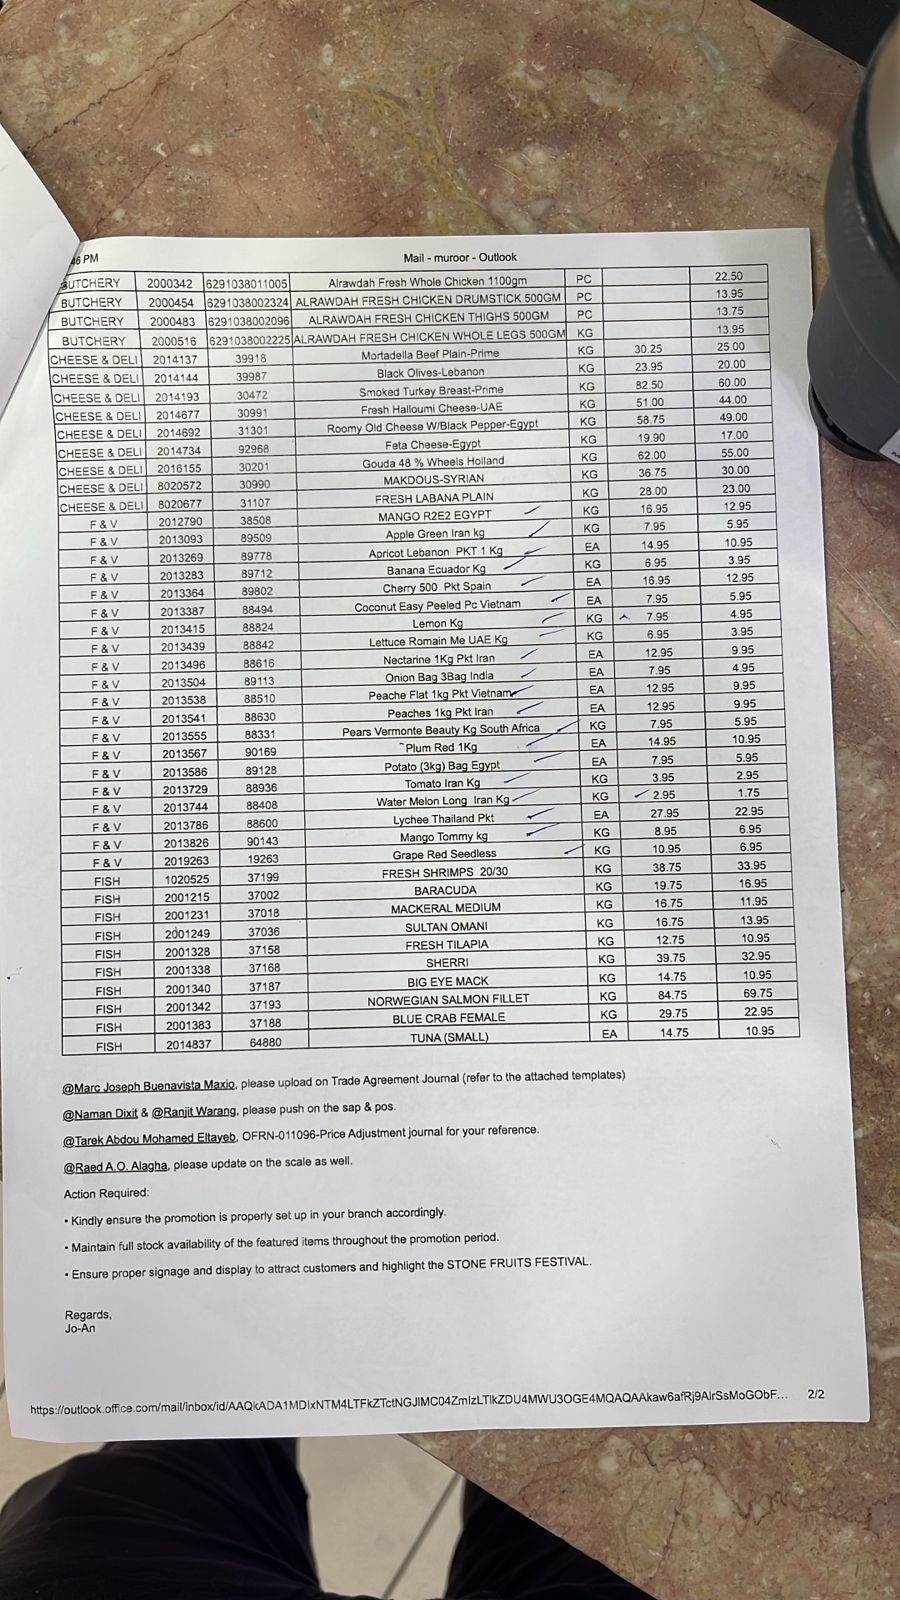 46 PM Mail - muroor - Outlook
BUTCHERY 2000342 6291038011005 Alrawdah Fresh Whole Chicken 1100gm PC 22.50
BUTCHERY 2000454 6291038002324 ALRAWDAH FRESH CHICKEN DRUMSTICK 500GM PC 13.95
BUTCHERY 2000483 6291038002096 ALRAWDAH FRESH CHICKEN THIGHS 500GM PC 13.75
BUTCHERY 2000516 6291038002225 ALRAWDAH FRESH CHICKEN WHOLE LEGS 500GM KG 13.95
CHEESE & DELI 2014137 39918 Mortadella Beef Plain-Prime KG 30.25 25.00
CHEESE & DELI 2014144 39987 Black Olives-Lebanon KG 23.95 20.00
CHEESE & DELI 2014193 30472 Smoked Turkey Breast-Prime KG 82.50 60.00
CHEESE & DELI 2014677 30991 Fresh Halloumi Cheese-UAE KG 51.00 44.00
CHEESE & DELI 2014692 31301 Roomy Old Cheese W/Black Pepper-Egypt KG 58.75 49.00
CHEESE & DELI 2014734 92968 Feta Cheese-Egypt KG 19.90 17.00
CHEESE & DELI 2016155 30201 Gouda 48 % Wheels Holland KG 62.00 55.00
CHEESE & DELI 8020572 30990 MAKDOUS-SYRIAN KG 36.75 30.00
CHEESE & DELI 8020677 31107 FRESH LABANA PLAIN KG 28.00 23.00
F & V 2012790 38508 MANGO R2E2 EGYPT KG 16.95 12.95
F & V 2013093 89509 Apple Green Iran kg KG 7.95 5.95
F & V 2013269 89778 Apricot Lebanon PKT 1 Kg EA 14.95 10.95
F & V 2013283 89712 Banana Ecuador Kg KG 6.95 3.95
F & V 2013364 89802 Cherry 500 Pkt Spain EA 16.95 12.95
F & V 2013387 88494 Coconut Easy Peeled Pc Vietnam EA 7.95 5.95
F & V 2013415 88824 Lemon Kg KG 7.95 4.95
F & V 2013439 88842 Lettuce Romain Me UAE Kg KG 6.95 3.95
F & V 2013496 88616 Nectarine 1Kg Pkt Iran EA 12.95 9.95
F & V 2013504 89113 Onion Bag 3Bag India EA 7.95 4.95
F & V 2013538 88510 Peache Flat 1kg Pkt Vietnam EA 12.95 9.95
F & V 2013541 88630 Peaches 1kg Pkt Iran EA 12.95 9.95
F & V 2013555 88331 Pears Vermonte Beauty Kg South Africa KG 7.95 5.95
F & V 2013567 90169 Plum Red 1Kg EA 14.95 10.95
F & V 2013586 89128 Potato (3kg) Bag Egypt EA 7.95 5.95
F & V 2013729 88936 Tomato Iran Kg KG 3.95 2.95
F & V 2013744 88408 Water Melon Long Iran Kg KG 2.95 1.75
F & V 2013786 88600 Lychee Thailand Pkt EA 27.95 22.95
F & V 2013826 90143 Mango Tommy kg KG 8.95 6.95
F & V 2019263 19263 Grape Red Seedless KG 10.95 6.95
FISH 1020525 37199 FRESH SHRIMPS 20/30 KG 38.75 33.95
FISH 2001215 37002 BARACUDA KG 19.75 16.95
FISH 2001231 37018 MACKERAL MEDIUM KG 16.75 11.95
FISH 2001249 37036 SULTAN OMANI KG 16.75 13.95
FISH 2001328 37158 FRESH TILAPIA KG 12.75 10.95
FISH 2001338 37168 SHERRI KG 39.75 32.95
FISH 2001340 37187 BIG EYE MACK KG 14.75 10.95
FISH 2001342 37193 NORWEGIAN SALMON FILLET KG 84.75 69.75
FISH 2001383 37188 BLUE CRAB FEMALE KG 29.75 22.95
FISH 2014837 64880 TUNA (SMALL) EA 14.75 10.95
@Marc Joseph Buenavista Maxio, please upload on Trade Agreement Journal (refer to the attached templates)
@Naman Dixit & @Ranjit Warang, please push on the sap & pos.
@Tarek Abdou Mohamed Eltayeb, OFRN-011096-Price Adjustment journal for your reference.
@Raed A.O. Alagha, please update on the scale as well.
Action Required:
• Kindly ensure the promotion is properly set up in your branch accordingly.
• Maintain full stock availability of the featured items throughout the promotion period.
• Ensure proper signage and display to attract customers and highlight the STONE FRUITS FESTIVAL.
Regards,
Jo-An
https://outlook.office.com/mail/inbox/id/AAQkADA1MDIxNTM4LTFkZTctNGJlMC04ZmIzLTlkZDU4MWU3OGE4MQAQAAkaw6afRj9AlrSsMoGObF... 2/2